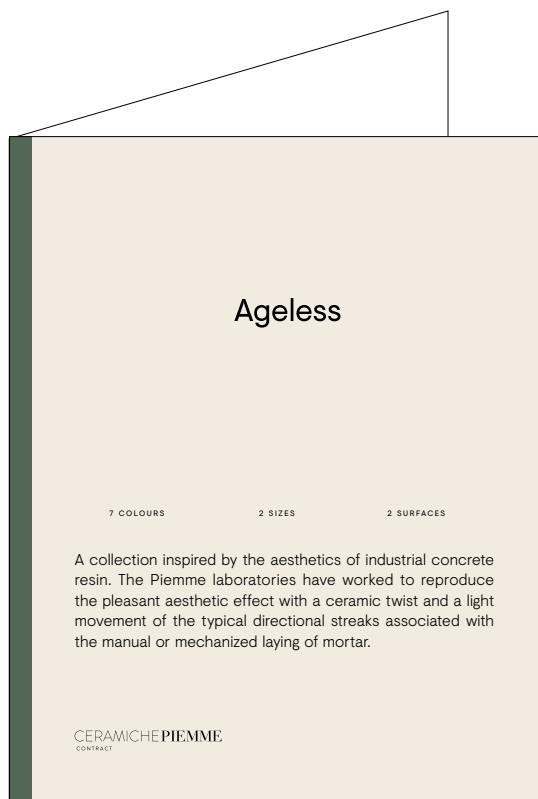 Ageless
7 COLOURS 2 SIZES 2 SURFACES
A collection inspired by the aesthetics of industrial concrete
resin. The Piemme laboratories have worked to reproduce
the pleasant aesthetic effect with a ceramic twist and a light
movement of the typical directional streaks associated with
the manual or mechanized laying of mortar.
CERAMICHEPIEMME
CONTRACT